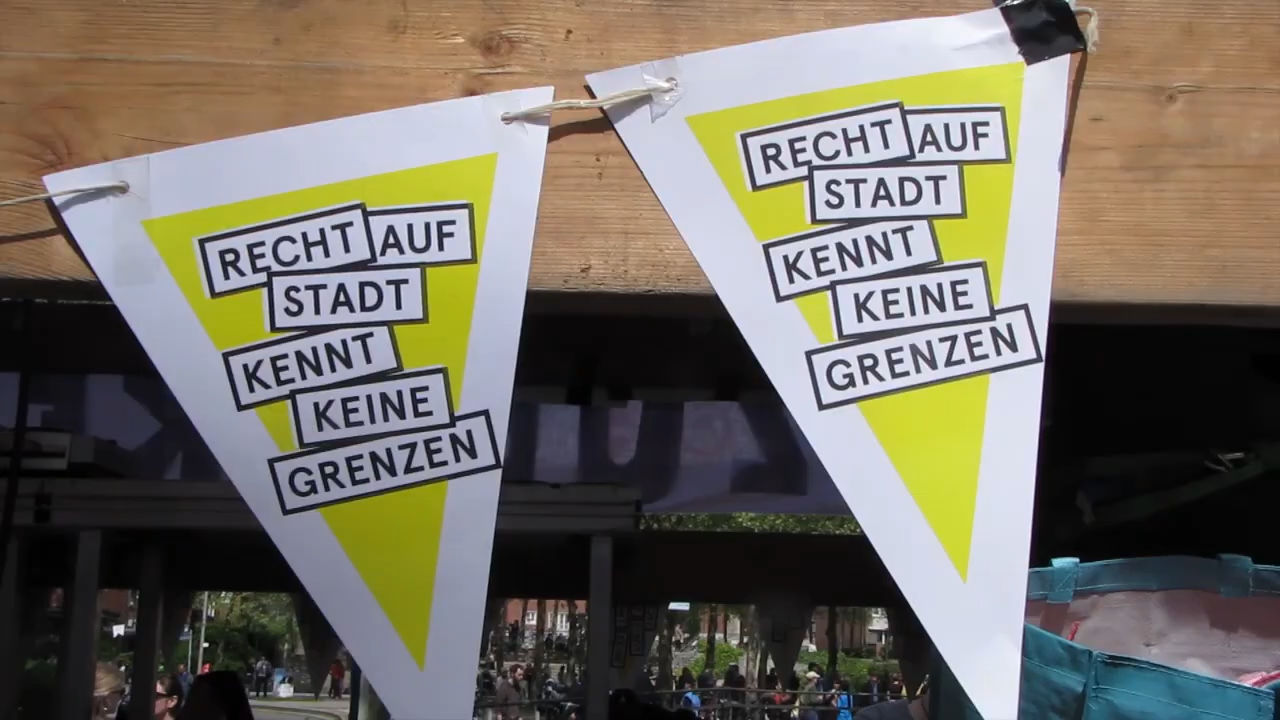 RECHT AUF
STADT
KENNT
KEINE
GRENZEN
RECHT AUF
STADT
KENNT
KEINE
GRENZEN